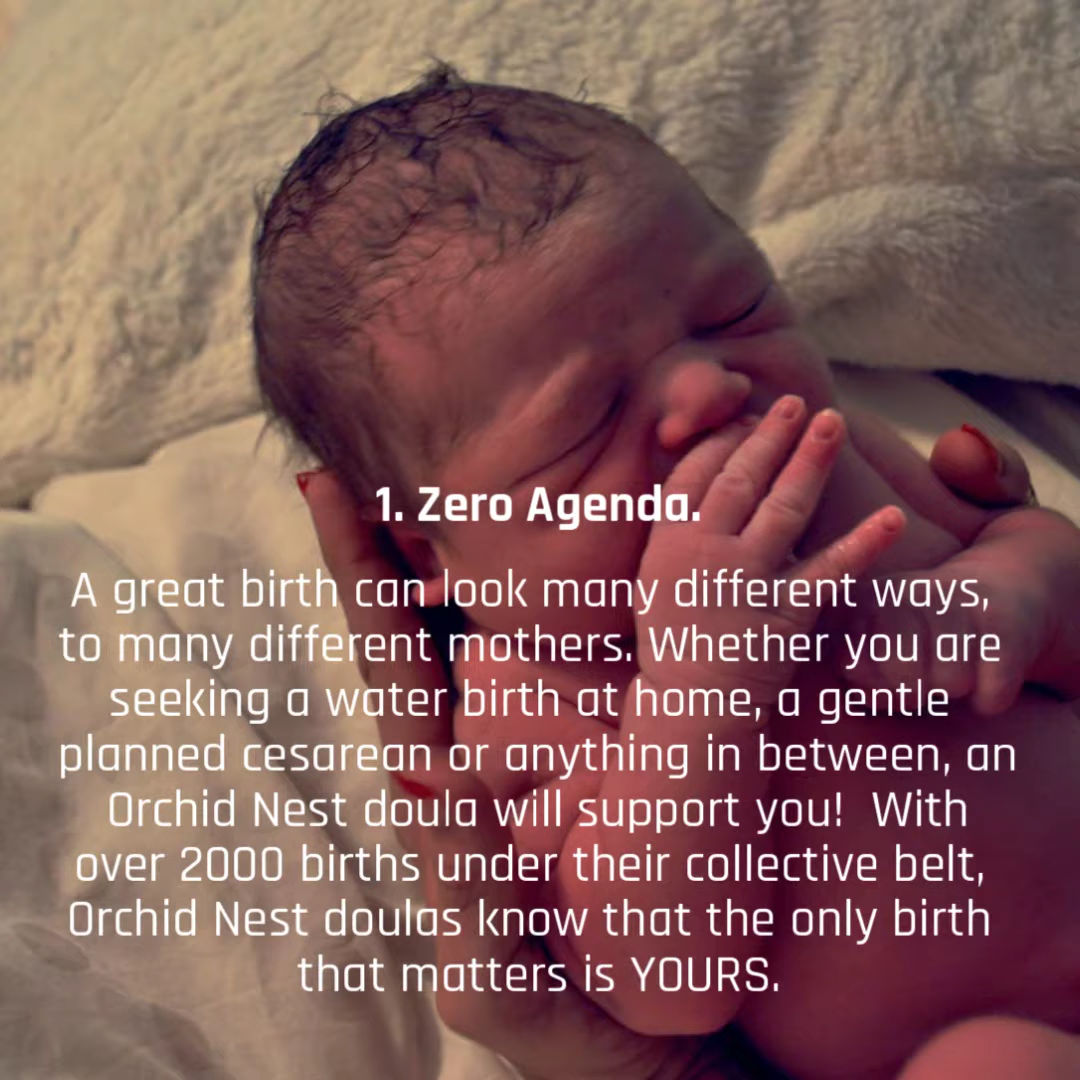 1. Zero Agenda.
A great birth can look many different ways,
to many different mothers. Whether you are
seeking a water birth at home, a gentle
planned cesarean or anything in between, an
Orchid Nest doula will support you!  With
over 2000 births under their collective belt,
Orchid Nest doulas know that the only birth
that matters is YOURS.